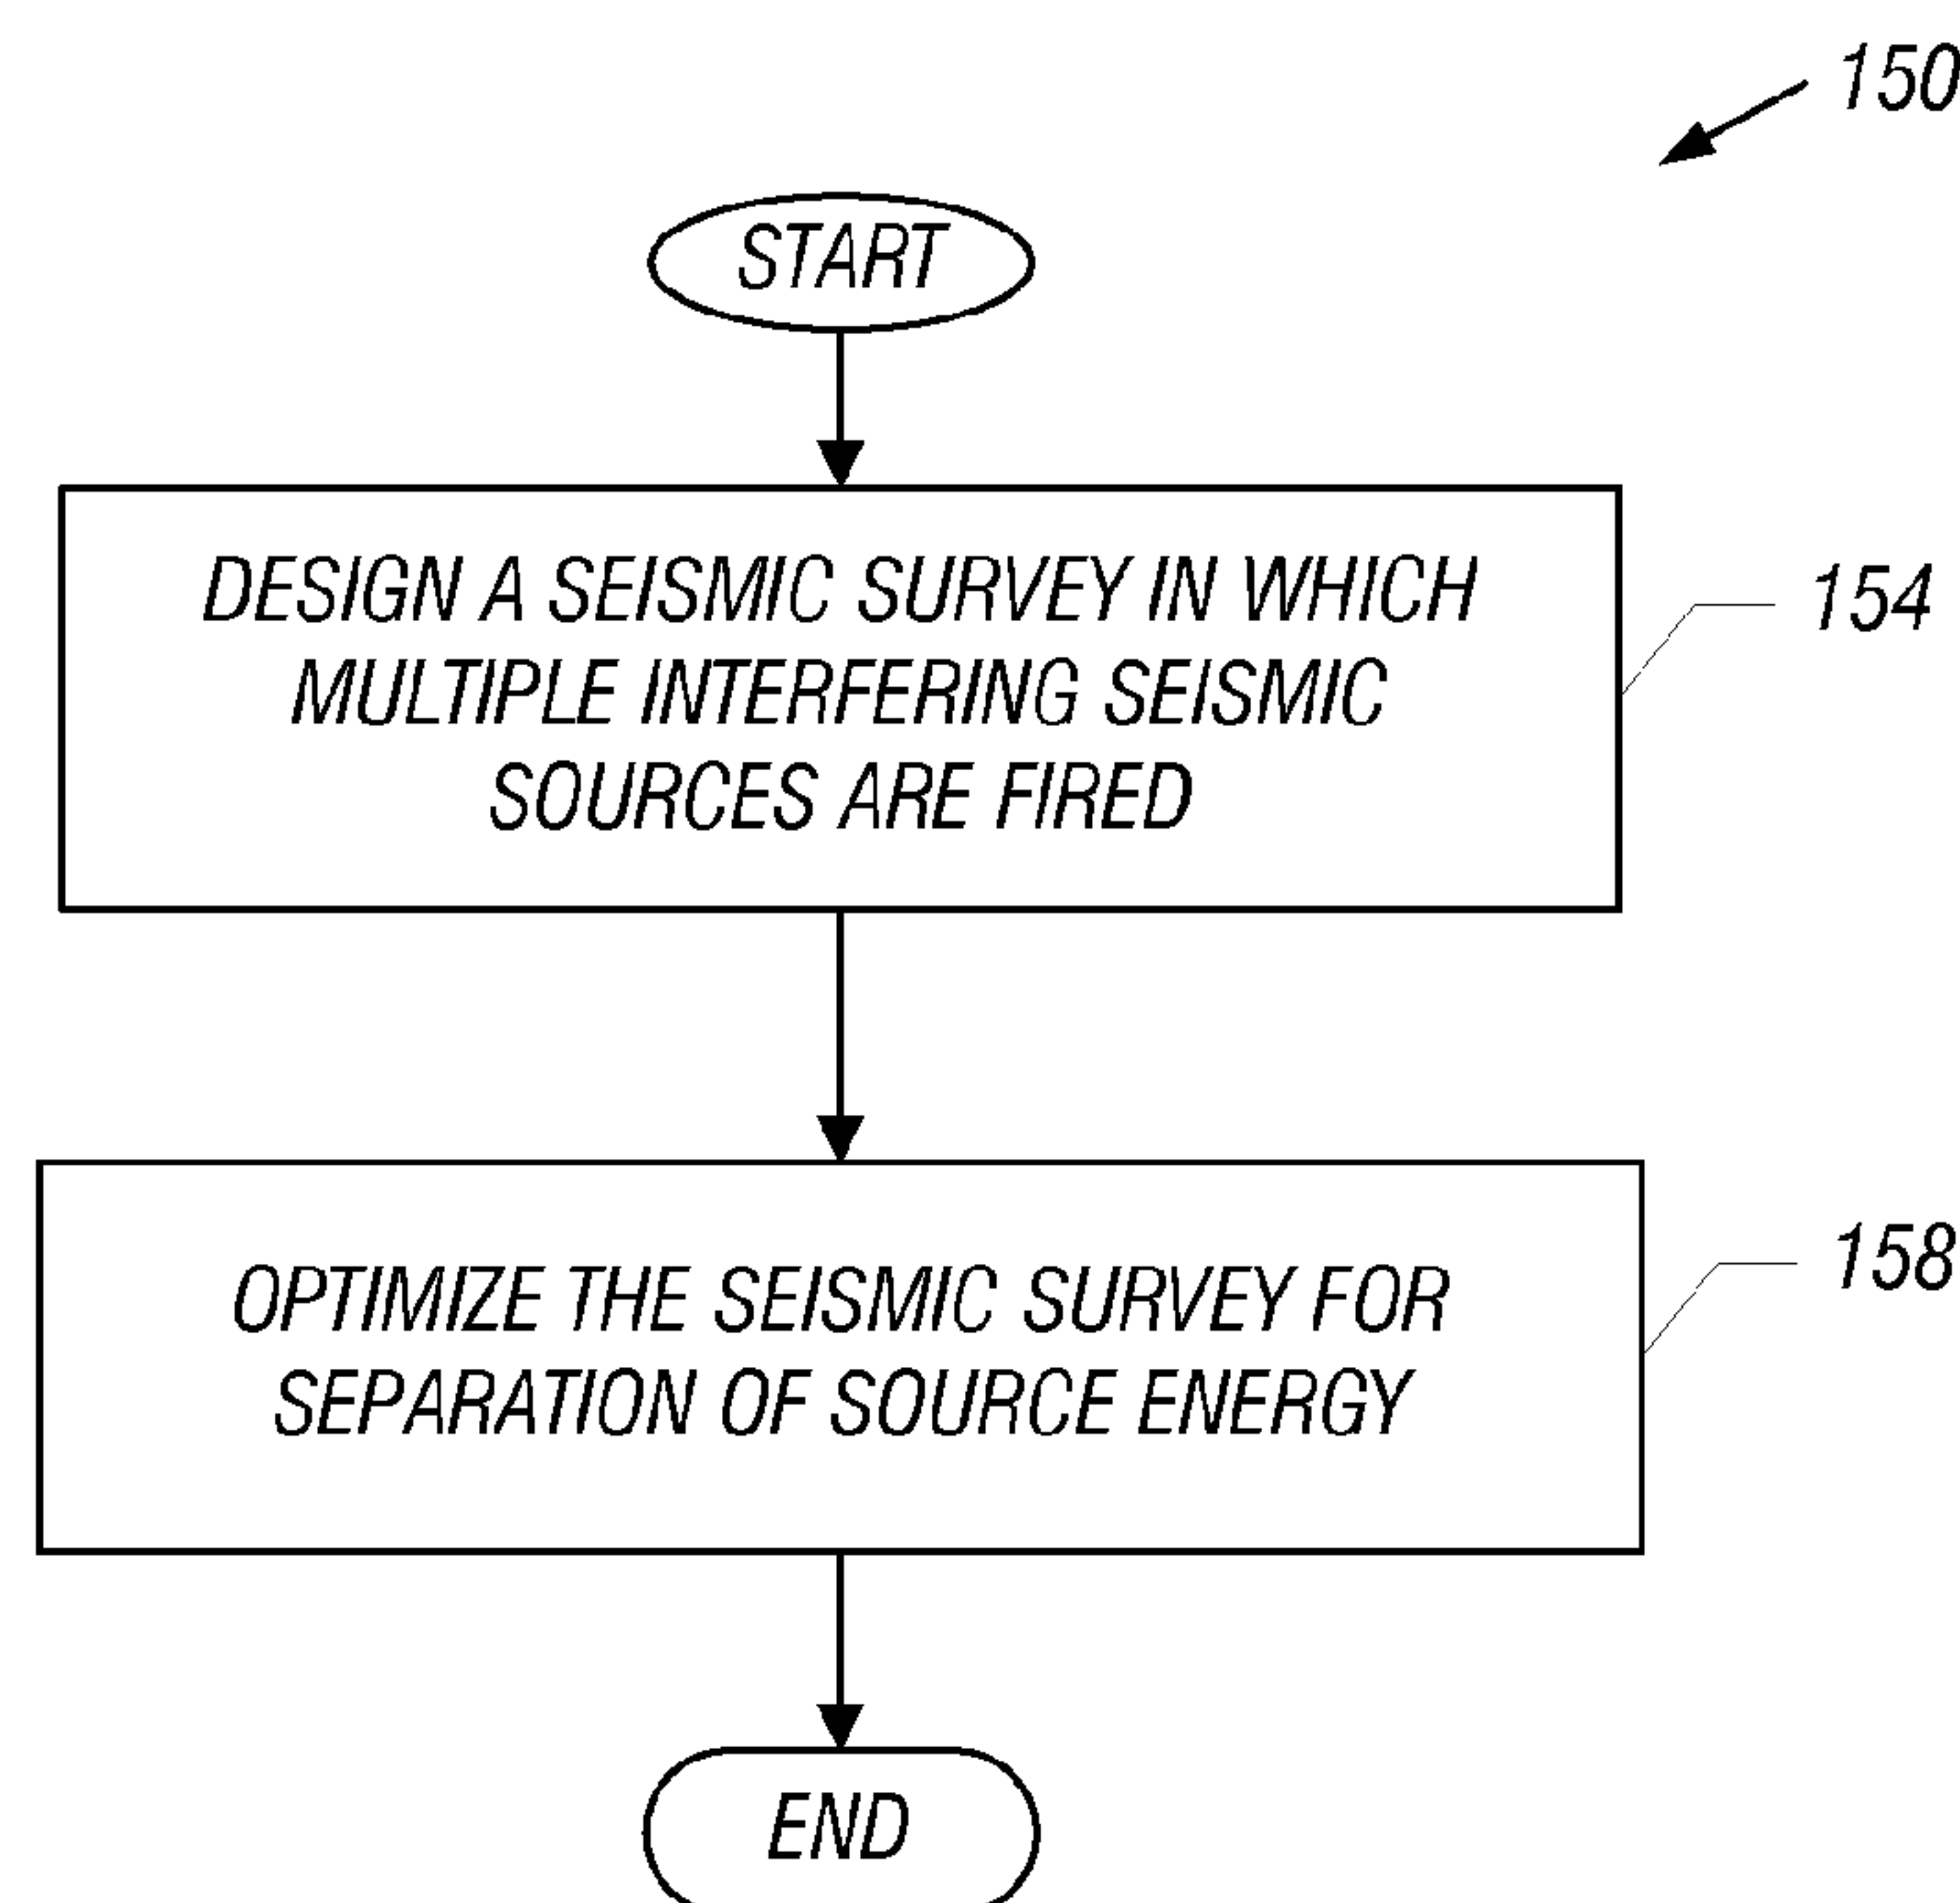 150
START
DESIGN A SEISMIC SURVEY IN WHICH
MULTIPLE INTERFERING SEISMIC
SOURCES ARE FIRED
154
OPTIMIZE THE SEISMIC SURVEY FOR
SEPARATION OF SOURCE ENERGY
158
END